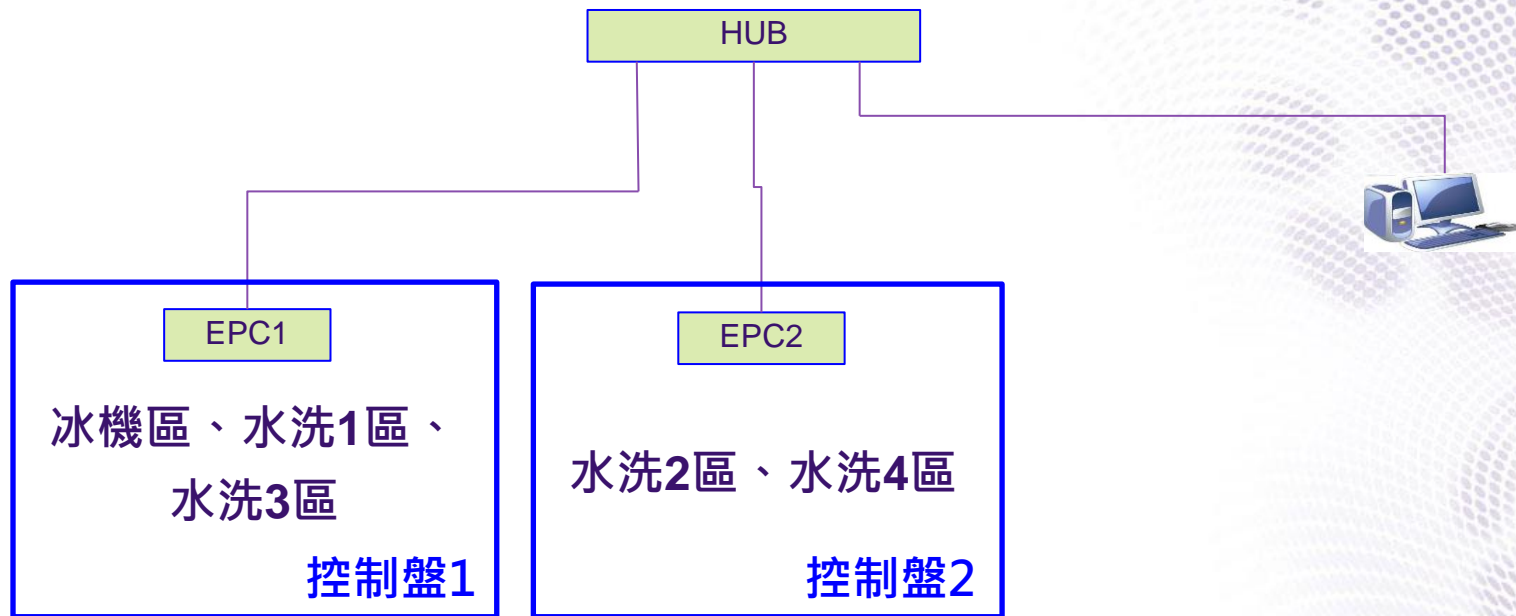 HUB
EPC1
冰機區、水洗1區、
水洗3區
控制盤1
EPC2
水洗2區、水洗4區
控制盤2